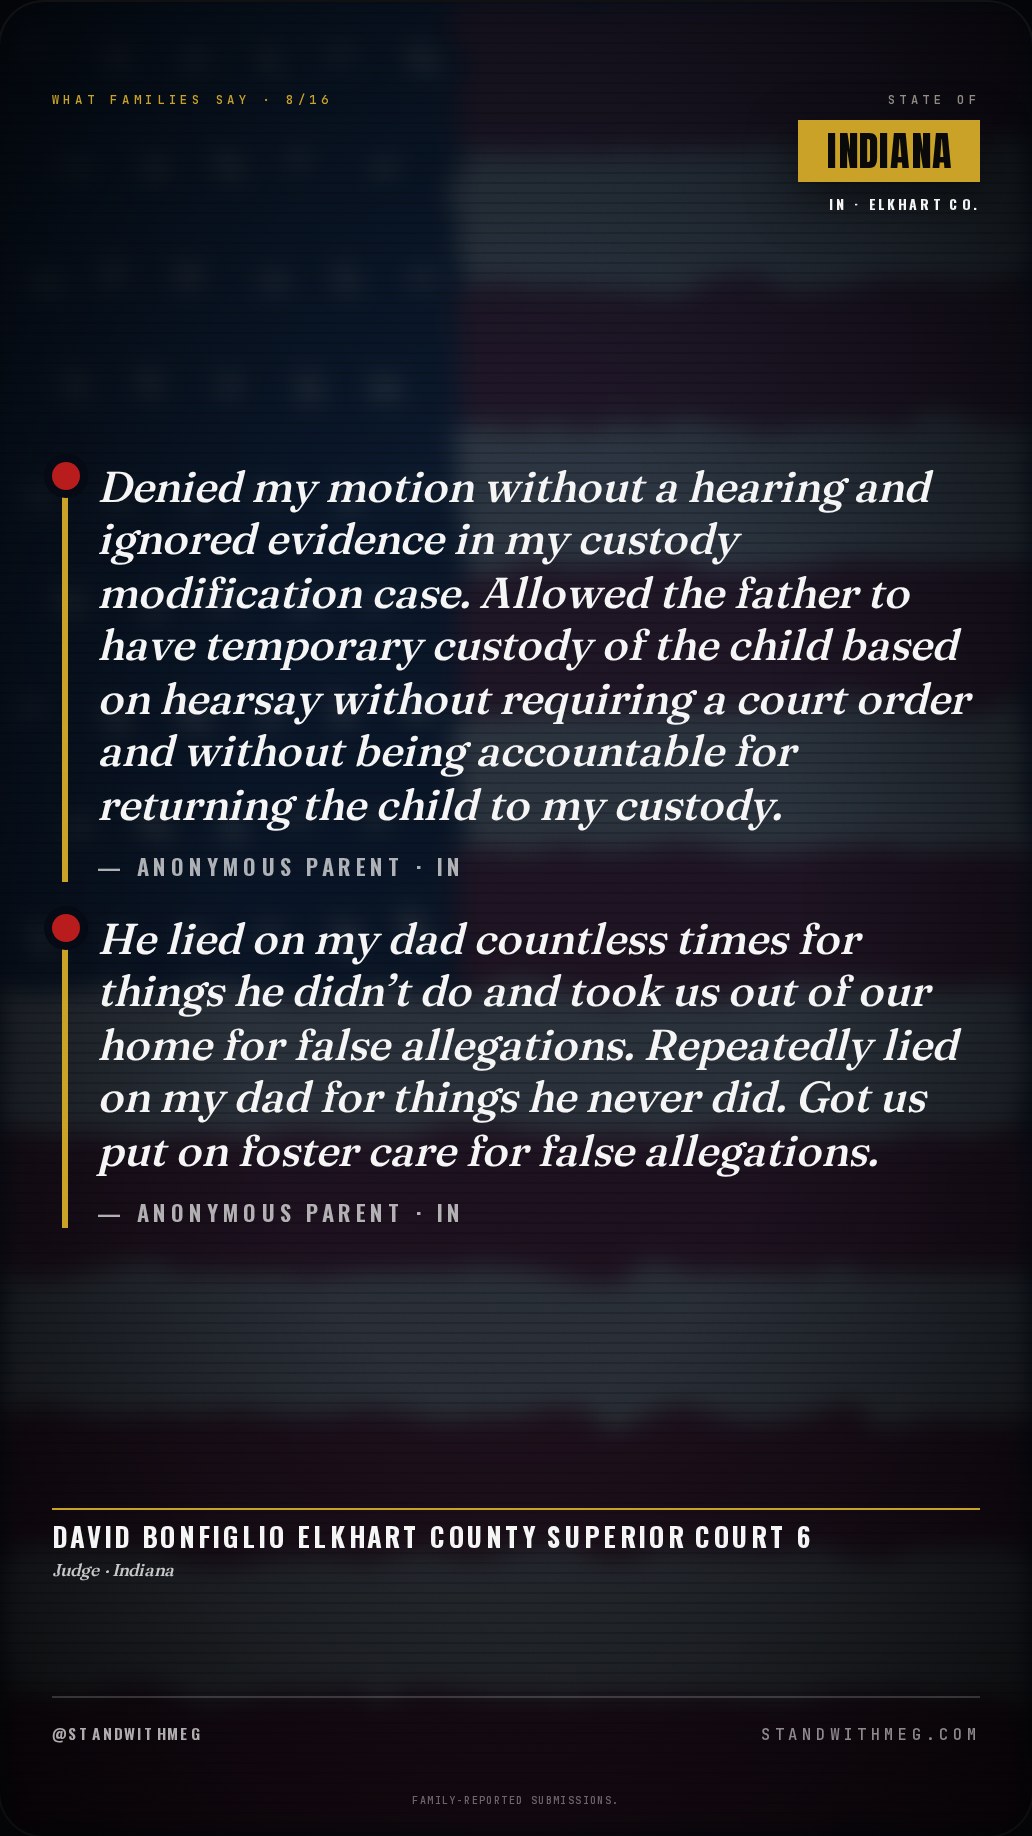 WHAT FAMILIES SAY · 8/16
STATE OF
INDIANA
IN · ELKHART CO.
Denied my motion without a hearing and
ignored evidence in my custody
modification case. Allowed the father to
have temporary custody of the child based
on hearsay without requiring a court order
and without being accountable for
returning the child to my custody.
— ANONYMOUS PARENT · IN
He lied on my dad countless times for
things he didn’t do and took us out of our
home for false allegations. Repeatedly lied
on my dad for things he never did. Got us
put on foster care for false allegations.
— ANONYMOUS PARENT · IN
DAVID BONFIGLIO ELKHART COUNTY SUPERIOR COURT 6
Judge · Indiana
@STANDWITHMEG
STANDWITHMEG.COM
FAMILY-REPORTED SUBMISSIONS.